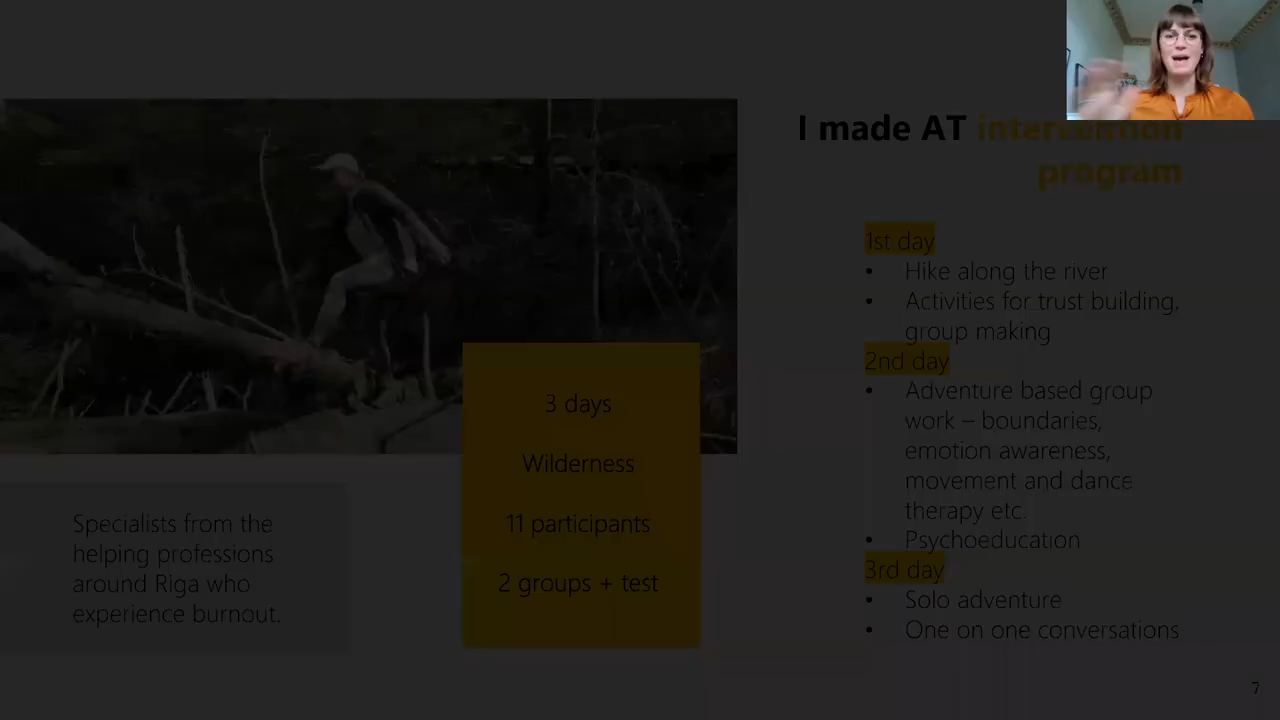 I made AT intervention
program
1st day
• Hike along the river
• Activities for trust building,
group making
2nd day
• Adventure based group
work – boundaries,
emotion awareness,
movement and dance
therapy etc.
• Psychoeducation
3rd day
• Solo adventure
• One on one conversations
3 days
Wilderness
11 participants
2 groups + test
Specialists from the
helping professions
around Riga who
experience burnout.
7